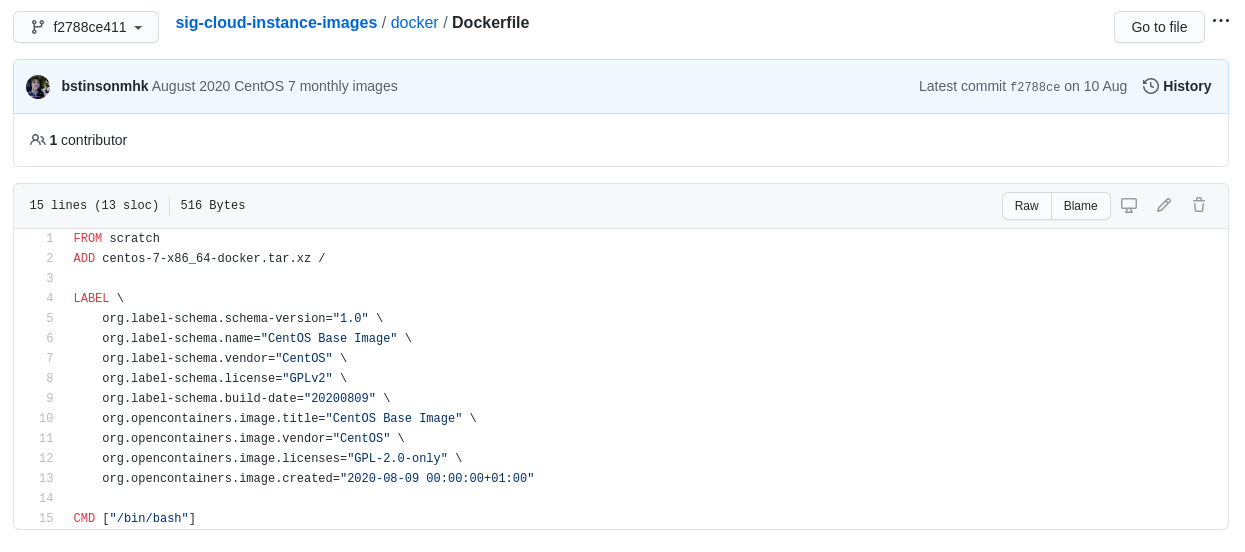 f2788ce411 sig-cloud-instance-images / docker / Dockerfile Go to file ...
bstinsonmhk August 2020 CentOS 7 monthly images Latest commit f2788ce on 10 Aug History
1 contributor
15 lines (13 sloc) 516 Bytes Raw Blame
1 FROM scratch
2 ADD centos-7-x86_64-docker.tar.xz /
3
4 LABEL \
5     org.label-schema.schema-version="1.0" \
6     org.label-schema.name="CentOS Base Image" \
7     org.label-schema.vendor="CentOS" \
8     org.label-schema.license="GPLv2" \
9     org.label-schema.build-date="20200809" \
10     org.opencontainers.image.title="CentOS Base Image" \
11     org.opencontainers.image.vendor="CentOS" \
12     org.opencontainers.image.licenses="GPL-2.0-only" \
13     org.opencontainers.image.created="2020-08-09 00:00:00+01:00"
14
15 CMD ["/bin/bash"]